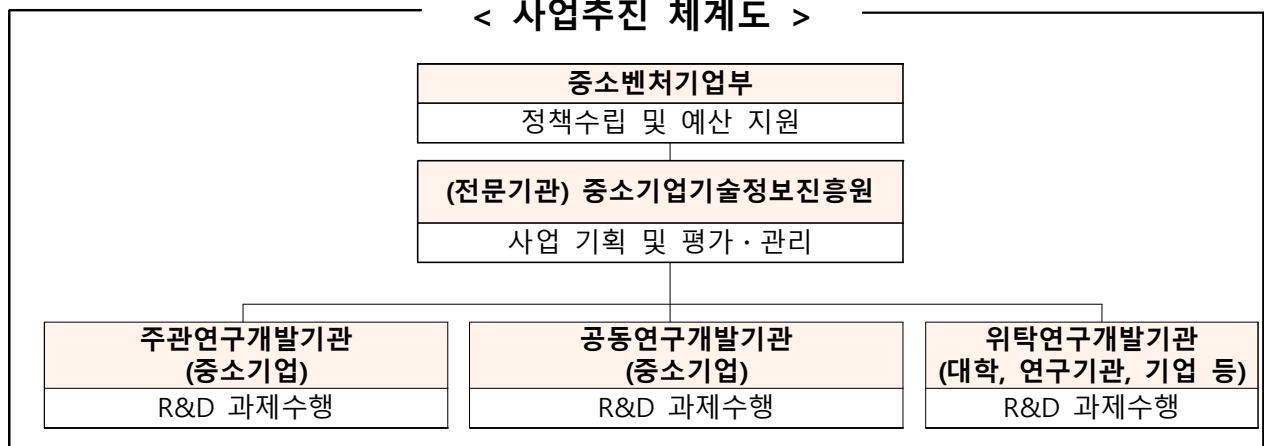 < 사업추진 체계도 >
중소벤처기업부
정책수립 및 예산 지원
(전문기관) 중소기업기술정보진흥원
사업 기획 및 평가·관리
주관연구개발기관
(중소기업)
R&D 과제수행
공동연구개발기관
(중소기업)
R&D 과제수행
위탁연구개발기관
(대학, 연구기관, 기업 등)
R&D 과제수행